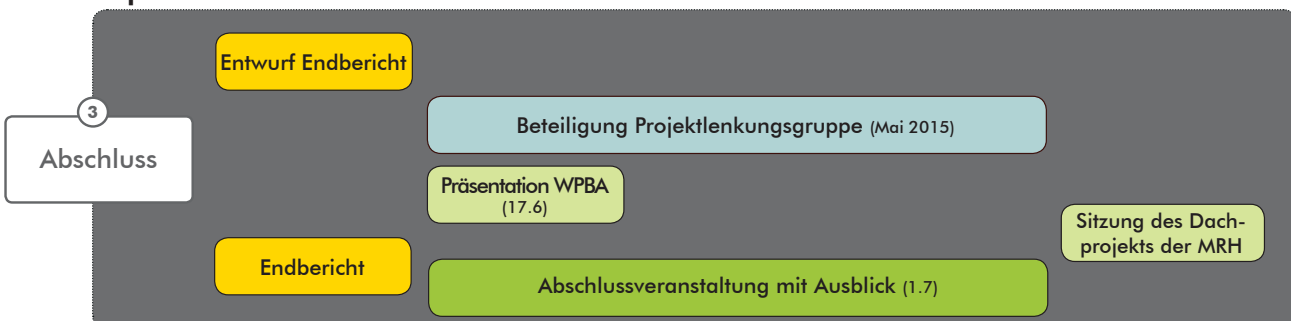 Entwurf Endbericht
3
Abschluss
Beteiligung Projektlenkungsgruppe (Mai 2015)
Präsentation WPBA
(17.6)
Sitzung des Dach-
projekts der MRH
Endbericht
Abschlussveranstaltung mit Ausblick (1.7)